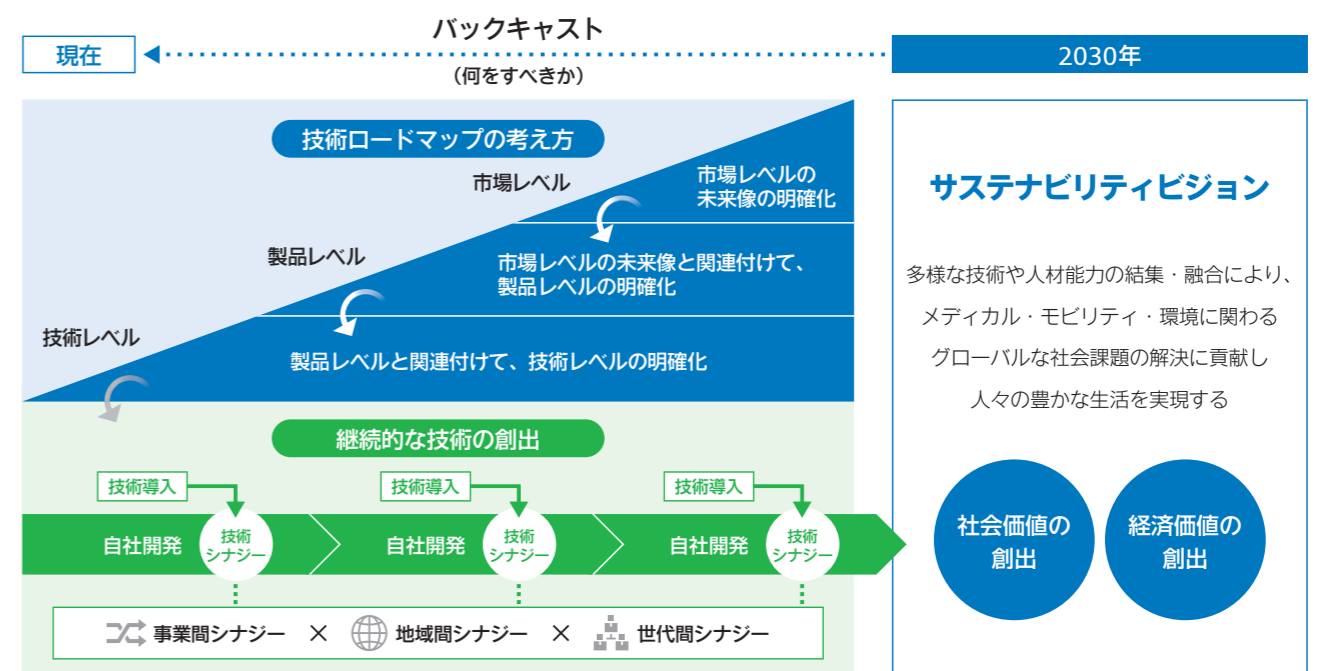 バックキャスト
現在
(何をすべきか)
2030年
技術ロードマップの考え方
市場レベル
市場レベルの
未来像の明確化
製品レベル
市場レベルの未来像と関連付けて、
製品レベルの明確化
技術レベル
製品レベルと関連付けて、技術レベルの明確化
継続的な技術の創出
技術導入
技術導入
技術導入
自社開発
技術
シナジー
自社開発
技術
シナジー
自社開発
技術
シナジー
事業間シナジー × 地域間シナジー × 世代間シナジー
サステナビリティビジョン
多様な技術や人材能力の結集・融合により、
メディカル・モビリティ・環境に関わる
グローバルな社会課題の解決に貢献し
人々の豊かな生活を実現する
社会価値の
創出
経済価値の
創出